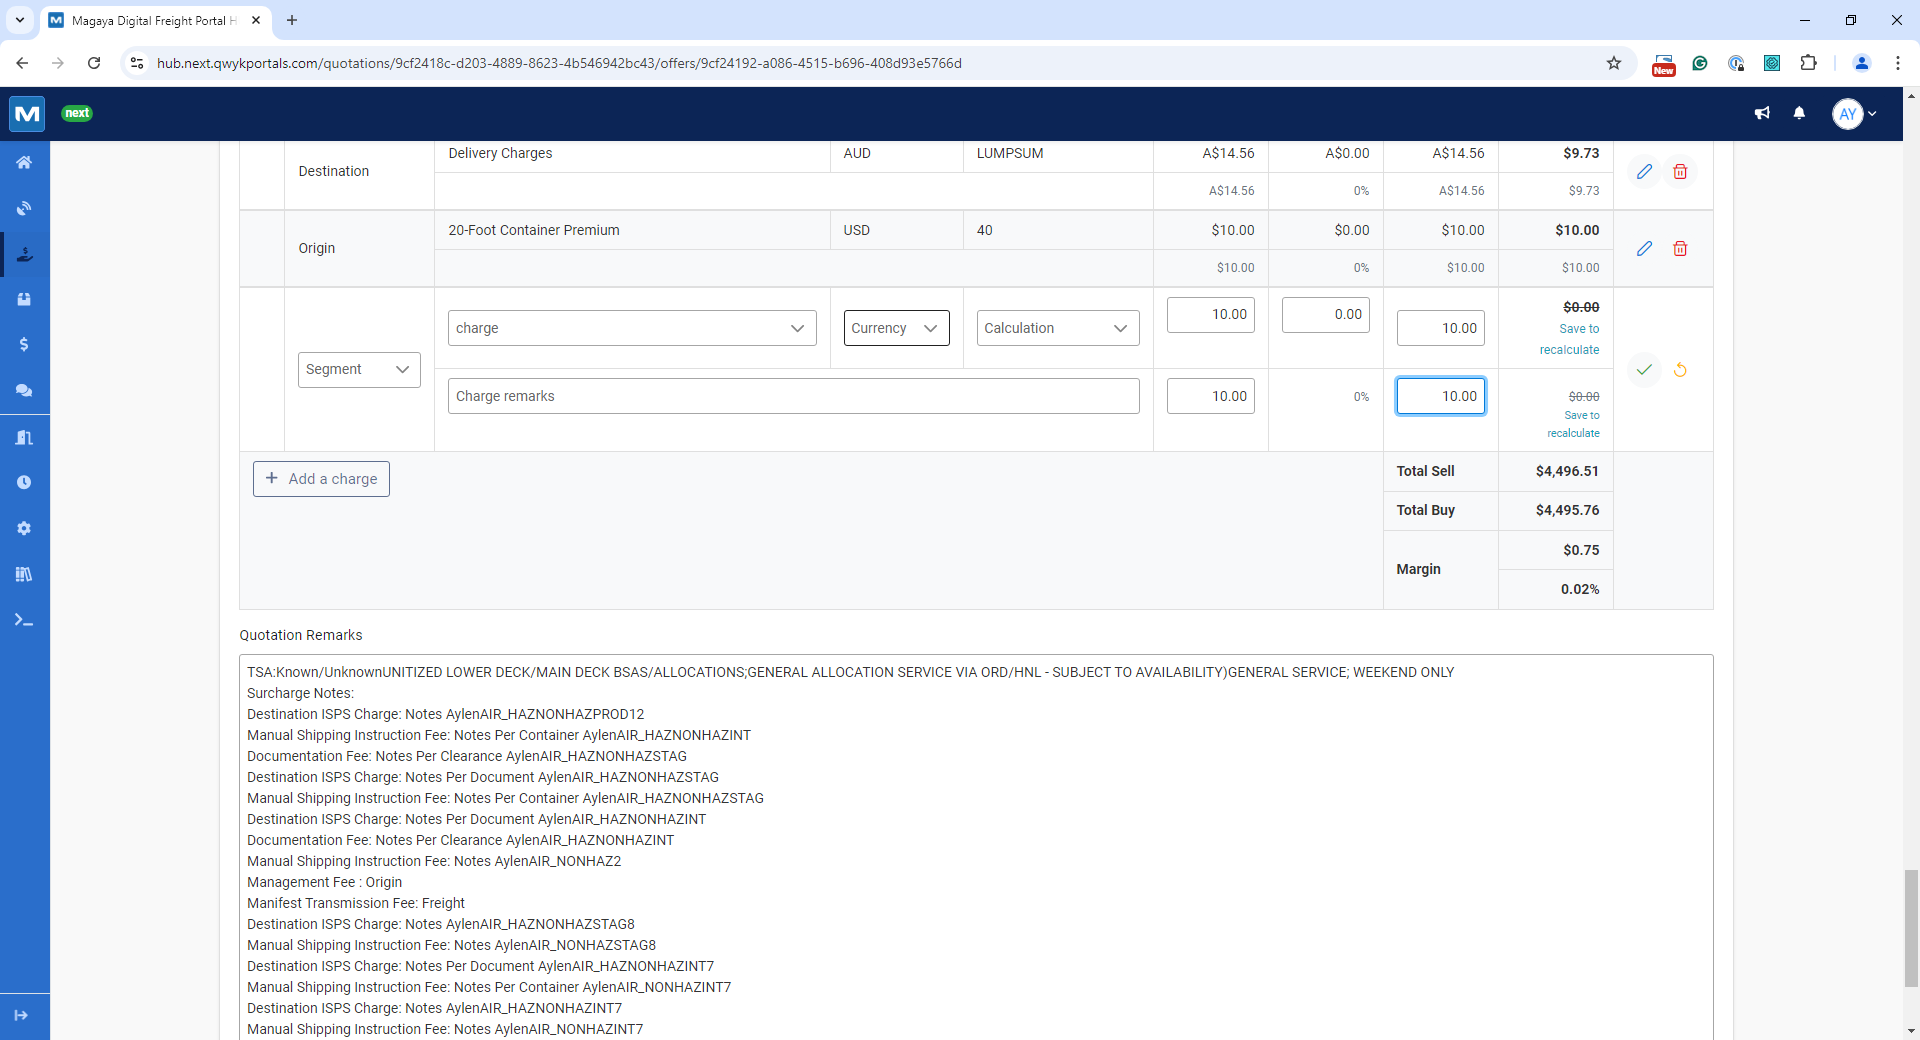 Magaya Digital Freight Portal H
hub.next.qwykportals.com/quotations/9cf2418c-d203-4889-8623-4b546942bc43/offers/9cf24192-a086-4515-b696-408d93e5766d
New
next
AY
Destination
Delivery Charges AUD LUMPSUM A$14.56 A$0.00 A$14.56 $9.73
A$14.56 0% A$14.56 $9.73
Origin
20-Foot Container Premium USD 40 $10.00 $0.00 $10.00 $10.00
$10.00 0% $10.00 $10.00
Segment
charge Currency Calculation 10.00 0.00 10.00 $0.00
Save to
recalculate
Charge remarks 10.00 0% 10.00 $0.00
Save to
recalculate
Add a charge
Total Sell $4,496.51
Total Buy $4,495.76
Margin $0.75
0.02%
Quotation Remarks
TSA:Known/UnknownUNITIZED LOWER DECK/MAIN DECK BSAS/ALLOCATIONS;GENERAL ALLOCATION SERVICE VIA ORD/HNL - SUBJECT TO AVAILABILITY)GENERAL SERVICE; WEEKEND ONLY
Surcharge Notes:
Destination ISPS Charge: Notes AylenAIR_HAZNONHAZPROD12
Manual Shipping Instruction Fee: Notes Per Container AylenAIR_HAZNONHAZINT
Documentation Fee: Notes Per Clearance AylenAIR_HAZNONHAZSTAG
Destination ISPS Charge: Notes Per Document AylenAIR_HAZNONHAZSTAG
Manual Shipping Instruction Fee: Notes Per Container AylenAIR_HAZNONHAZSTAG
Destination ISPS Charge: Notes Per Document AylenAIR_HAZNONHAZINT
Documentation Fee: Notes Per Clearance AylenAIR_HAZNONHAZINT
Manual Shipping Instruction Fee: Notes AylenAIR_NONHAZ2
Management Fee : Origin
Manifest Transmission Fee: Freight
Destination ISPS Charge: Notes AylenAIR_HAZNONHAZSTAG8
Manual Shipping Instruction Fee: Notes AylenAIR_NONHAZSTAG8
Destination ISPS Charge: Notes Per Document AylenAIR_HAZNONHAZINT7
Manual Shipping Instruction Fee: Notes Per Container AylenAIR_NONHAZINT7
Destination ISPS Charge: Notes AylenAIR_HAZNONHAZINT7
Manual Shipping Instruction Fee: Notes AylenAIR_NONHAZINT7